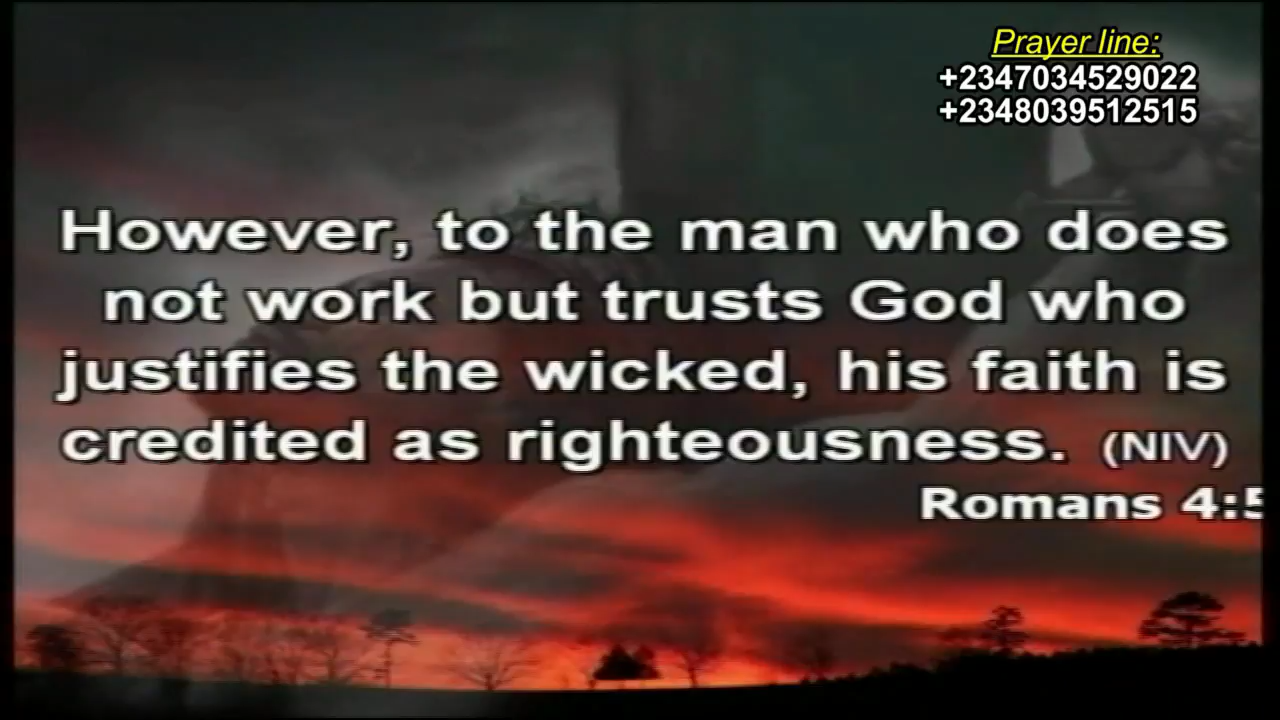 Prayer line:
+2347034529022
+2348039512515
However, to the man who does
not work but trusts God who
justifies the wicked, his faith is
credited as righteousness. (NIV)
Romans 4:5